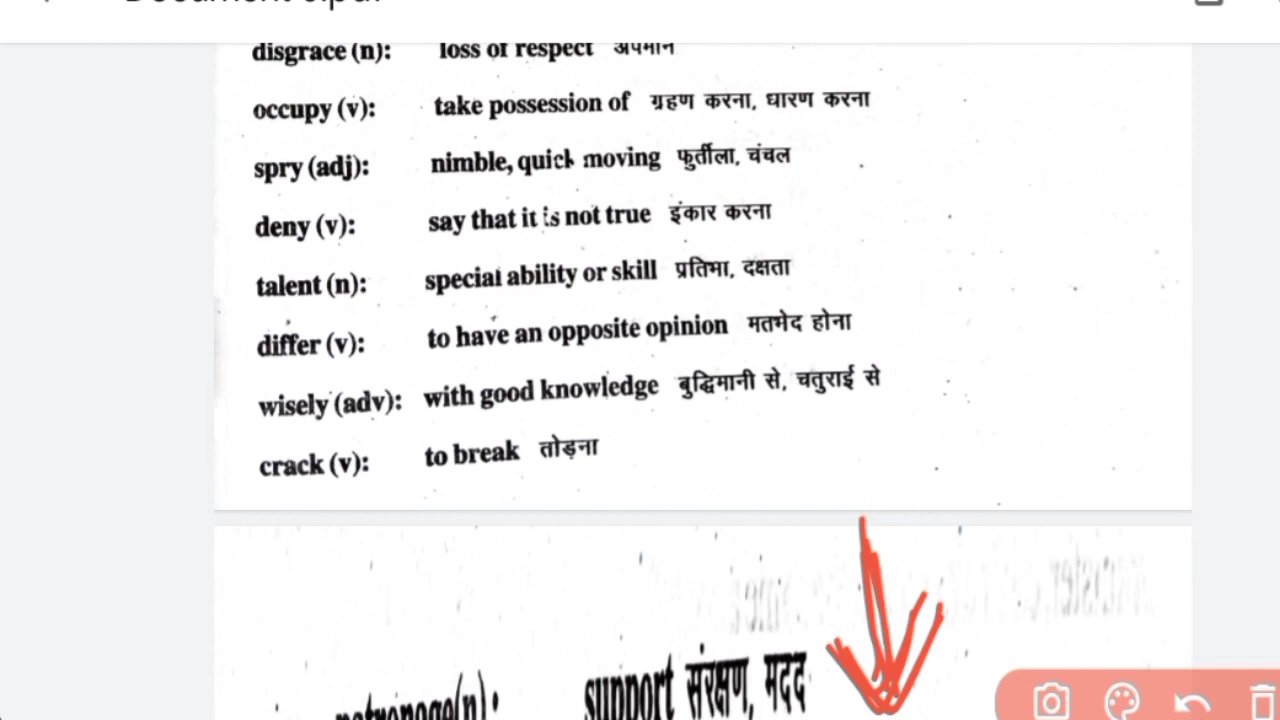 disgrace (n): loss of respect अपमान
occupy (v): take possession of ग्रहण करना, धारण करना
spry (adj): nimble, quick moving फुर्तीला, चंचल
deny (v): say that it is not true इंकार करना
talent (n): special ability or skill प्रतिभा, दक्षता
differ (v): to have an opposite opinion मतभेद होना
wisely (adv): with good knowledge बुद्धिमानी से, चतुराई से
crack (v): to break तोड़ना
support संरक्षण, मदद